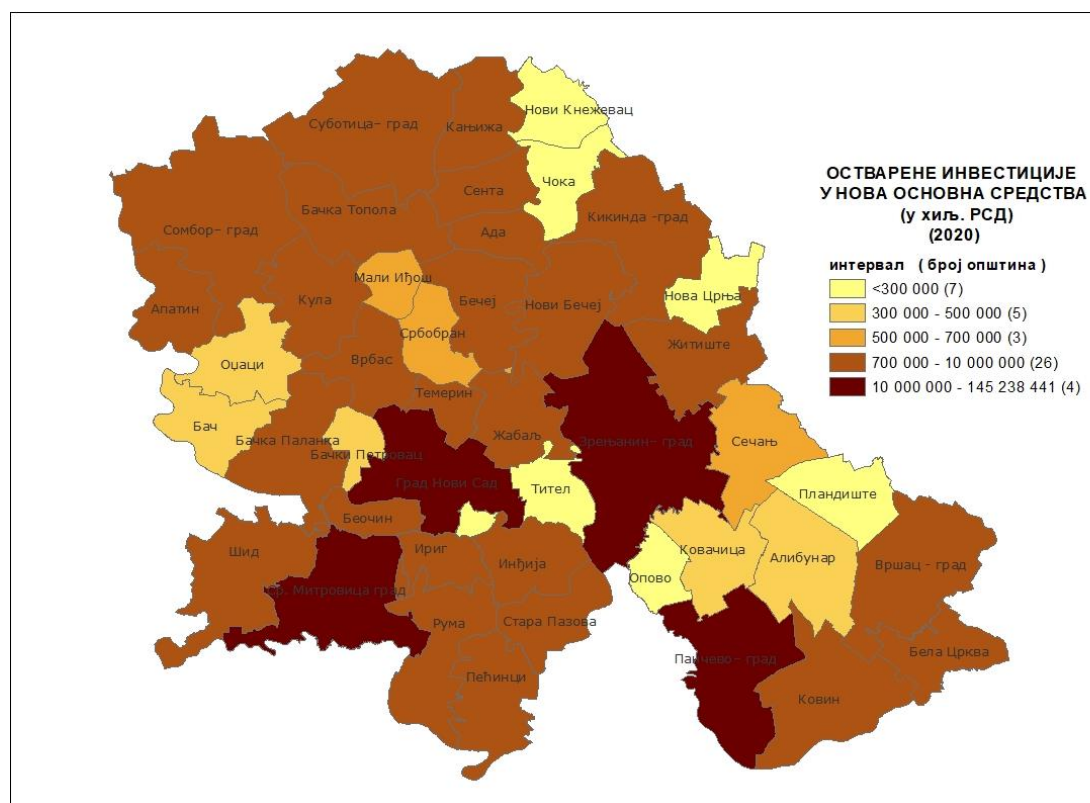 Нови Кнежевац
Суботица- град
Кањижа
Чока
Сента
Бачка Топола
Кикинда -град
Ада
Сомбор- град
Мали Иђош
Нова Црња
Апатин
Кула
Бечеј
Нови Бечеј
Србобран
Житиште
Оџаци
Врбас
Темерин
Бач
Бачка Паланка
Жабаљ
Зрењанин- град
Сечањ
Бачки Петровац
Град Нови Сад
Тител
Пландиште
Беочин
Шид
Ириг
Инђија
Ковачица
Алибунар
Вршац - град
Опово
Ср. Митровица град
Рума
Стара Пазова
Панчево - град
Бела Црква
Пећинци
Ковин
ОСТВАРЕНЕ ИНВЕСТИЦИЈЕ
У НОВА ОСНОВНА СРЕДСТВА
(у хиљ. РСД)
(2020)
интервал ( број општина )
<300 000 (7)
300 000 - 500 000 (5)
500 000 - 700 000 (3)
700 000 - 10 000 000 (26)
10 000 000 - 145 238 441 (4)